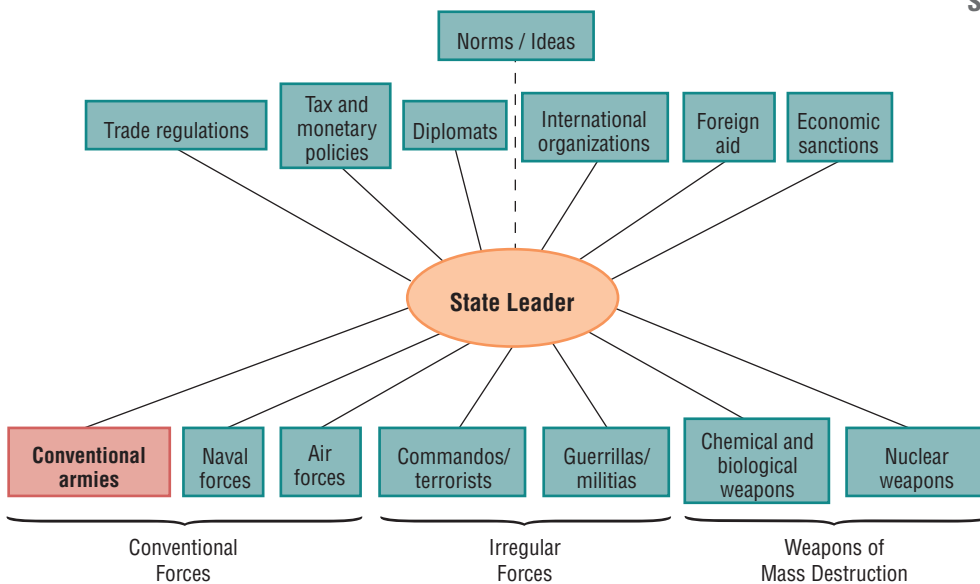 S
Norms / Ideas
Trade regulations
Tax and
monetary
policies
Diplomats
International
organizations
Foreign
aid
Economic
sanctions
State Leader
Conventional
armies
Naval
forces
Air
forces
Commandos/
terrorists
Guerrillas/
militias
Chemical and
biological
weapons
Nuclear
weapons
Conventional
Forces
Irregular
Forces
Weapons of
Mass Destruction